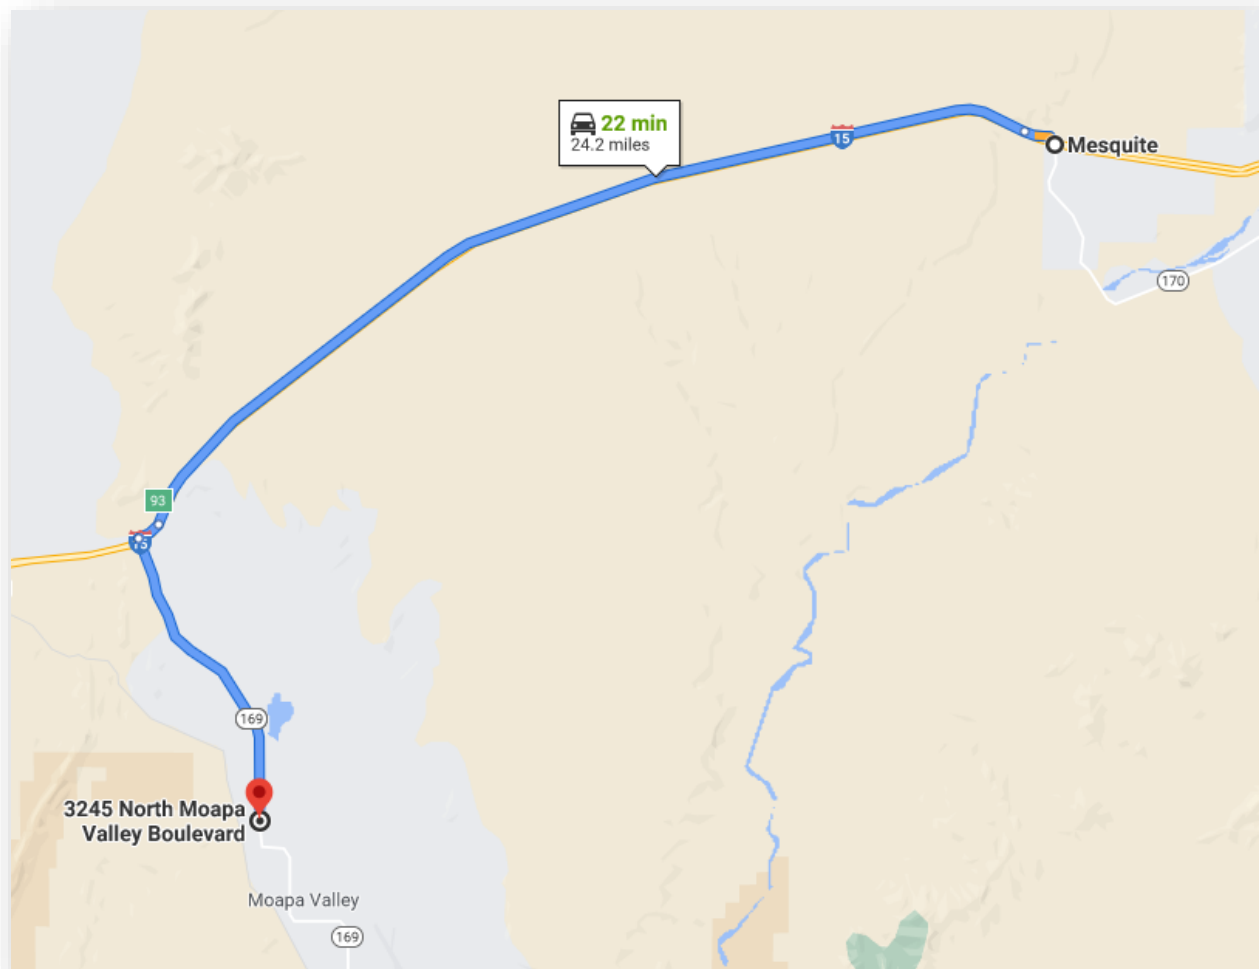 22 min
24.2 miles
15
Mesquite
170
93
15
169
3245 North Moapa
Valley Boulevard
Moapa Valley
169